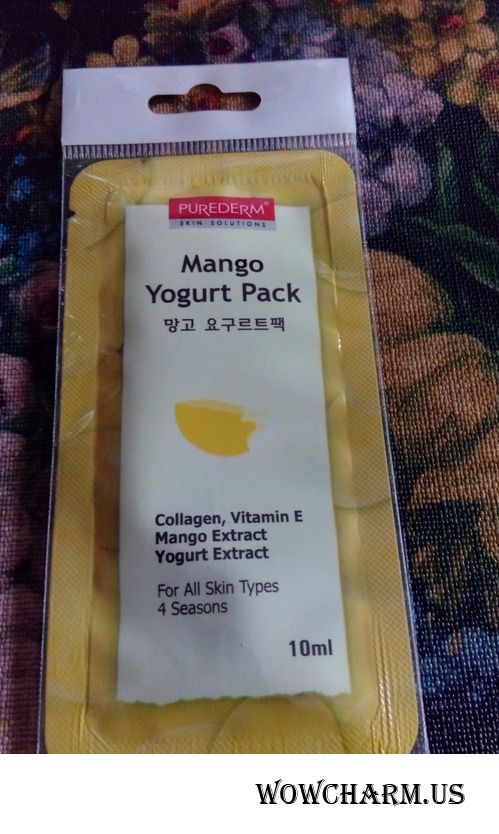 PUREDERM
SKIN SOLUTIONS
Mango
Yogurt Pack
망고 요구르트팩
Collagen, Vitamin E
Mango Extract
Yogurt Extract
For All Skin Types
4 Seasons
10ml
WOWCHARM.US